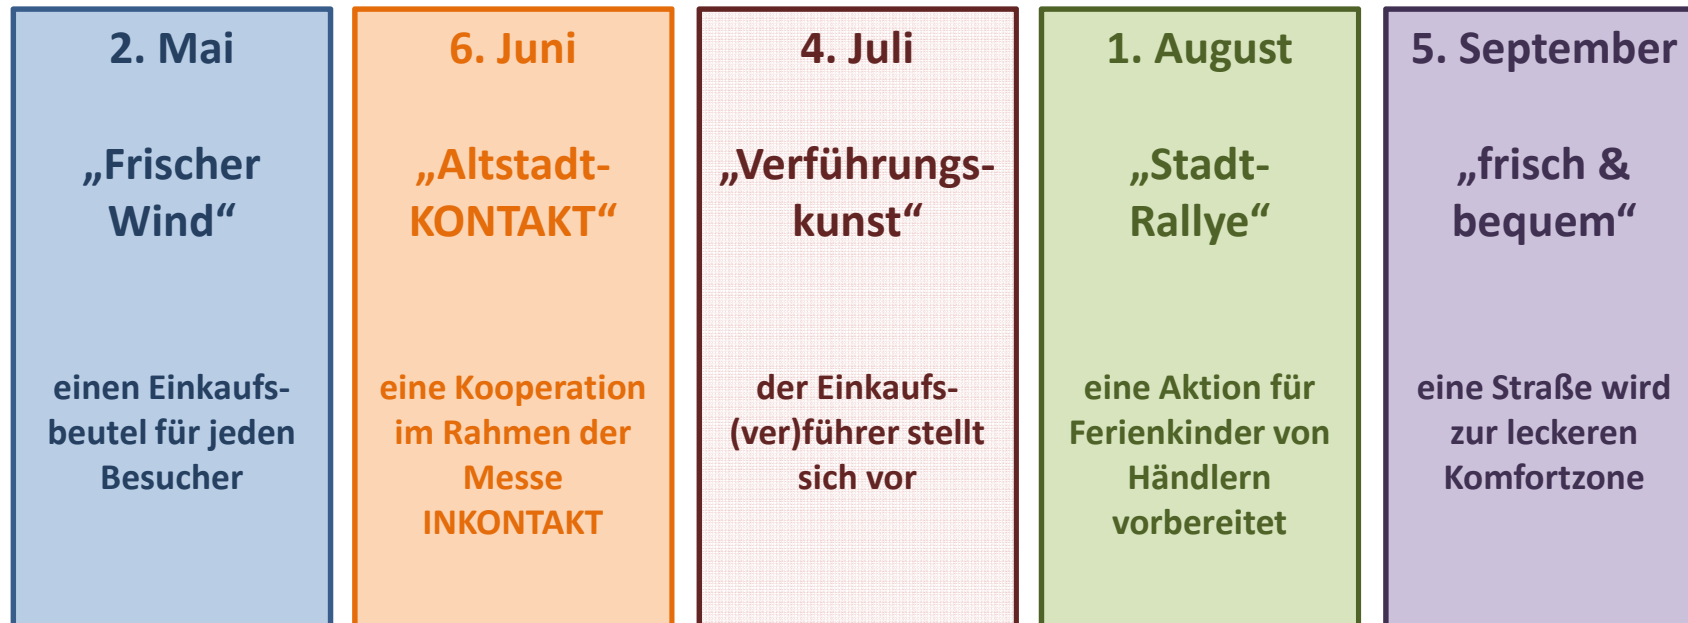 2. Mai
„Frischer
Wind“
einen Einkaufs-
beutel für jeden
Besucher
6. Juni
„Altstadt-
KONTAKT“
eine Kooperation
im Rahmen der
Messe
INKONTAKT
4. Juli
„Verführungs-
kunst“
der Einkaufs-
(ver)führer stellt
sich vor
1. August
„Stadt-
Rallye“
eine Aktion für
Ferienkinder von
Händlern
vorbereitet
5. September
„frisch &
bequem“
eine Straße wird
zur leckeren
Komfortzone